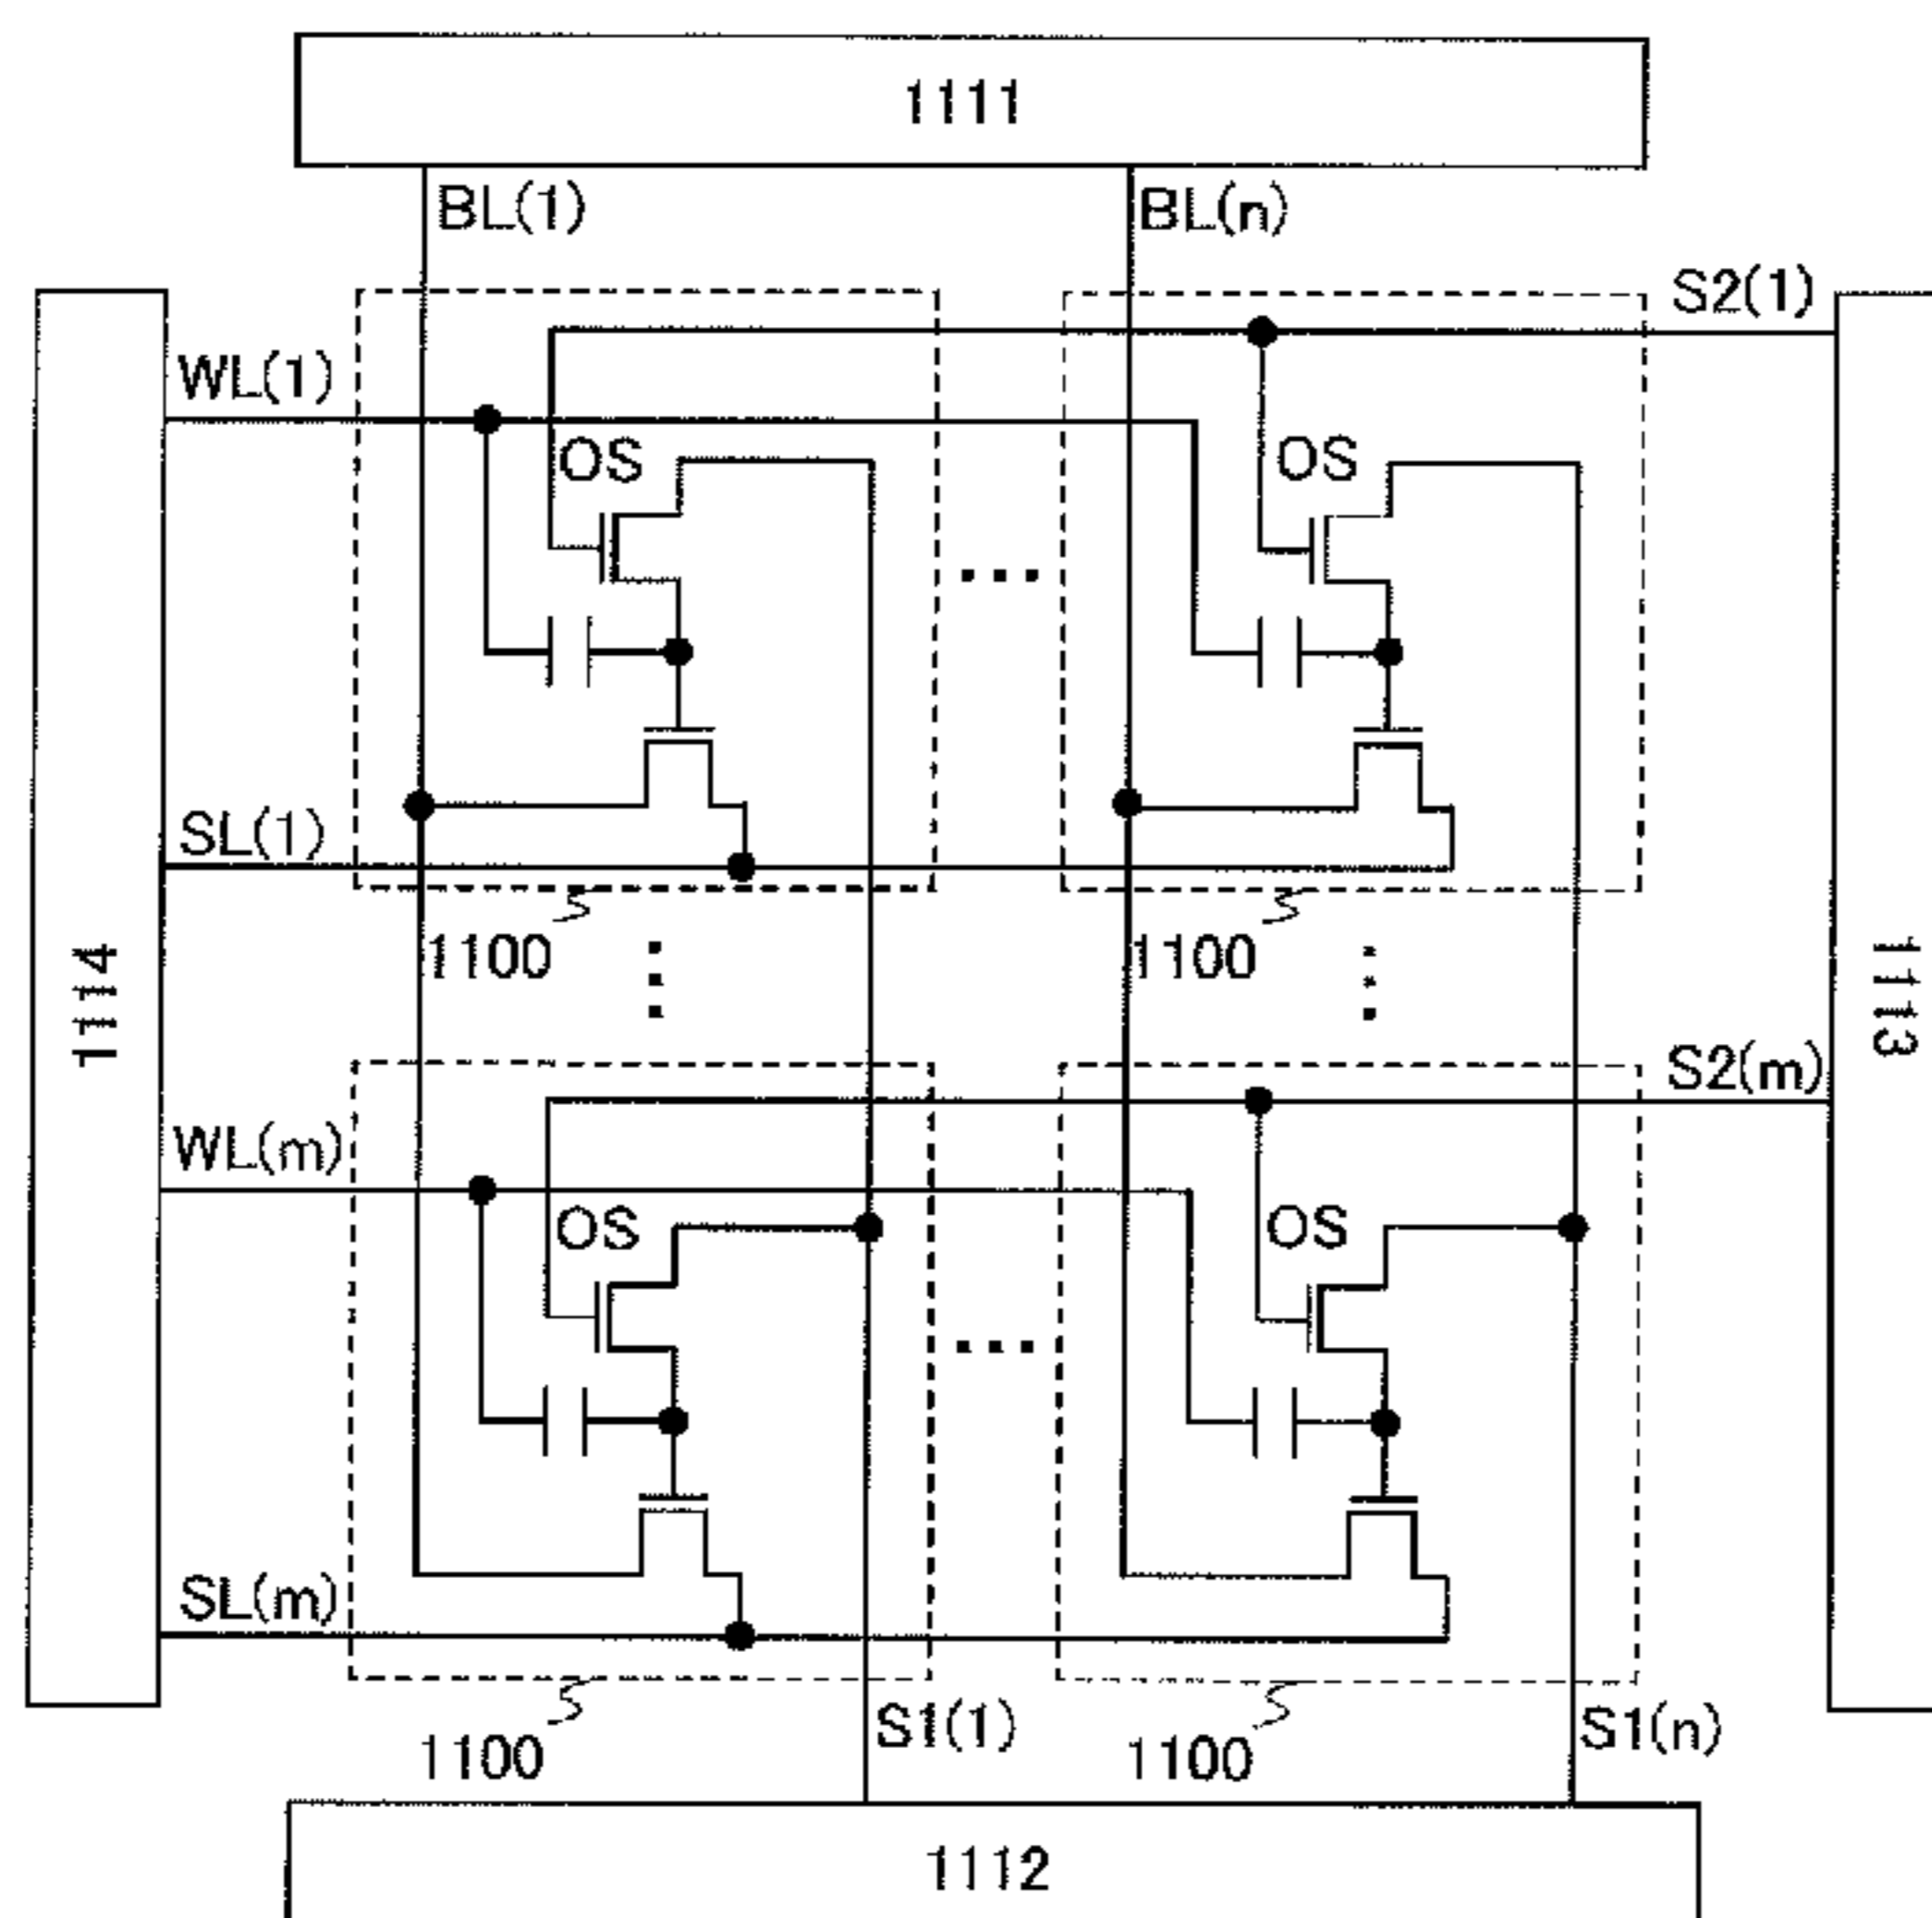 1111
BL(1)
BL(n)
S2(1)
WL(1)
OS
OS
SL(1)
1100
1100
1114
1113
S2(m)
WL(m)
OS
OS
SL(m)
S1(1)
S1(n)
1100
1100
1112